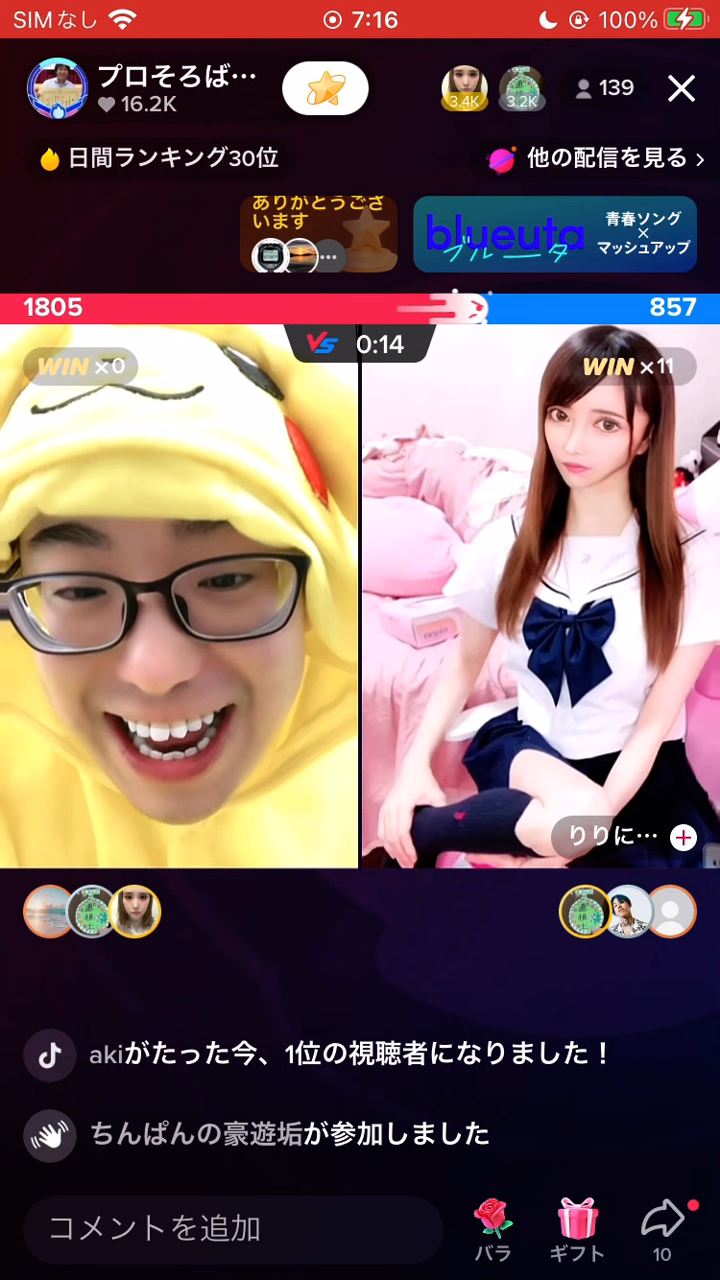 SIMなし 7:16 100%
プロそろば… 3.4K 3.2K 139
16.2K
日間ランキング30位 他の配信を見る
ありがとうござ
います
blueuta
ブルータ
青春ソング
×
マッシュアップ
1805 857
VS 0:14
WIN ×0 WIN ×11
りりに…
akiがたった今、1位の視聴者になりました！
ちんぱんの豪遊垢が参加しました
コメントを追加
バラ ギフト 10